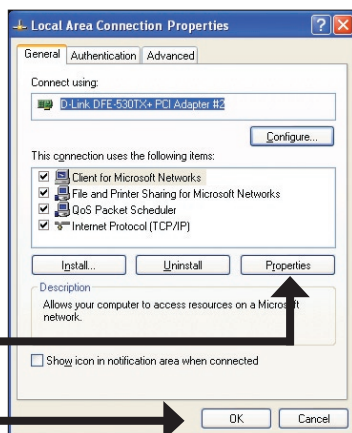 Local Area Connection Properties
General Authentication Advanced
Connect using:
D-Link DFE-530TX+ PCI Adapter #2
Configure...
This connection uses the following items:
Client for Microsoft Networks
File and Printer Sharing for Microsoft Networks
QoS Packet Scheduler
Internet Protocol (TCP/IP)
Install... Uninstall Properties
Description
Allows your computer to access resources on a Microsoft
network.
Show icon in notification area when connected
OK Cancel